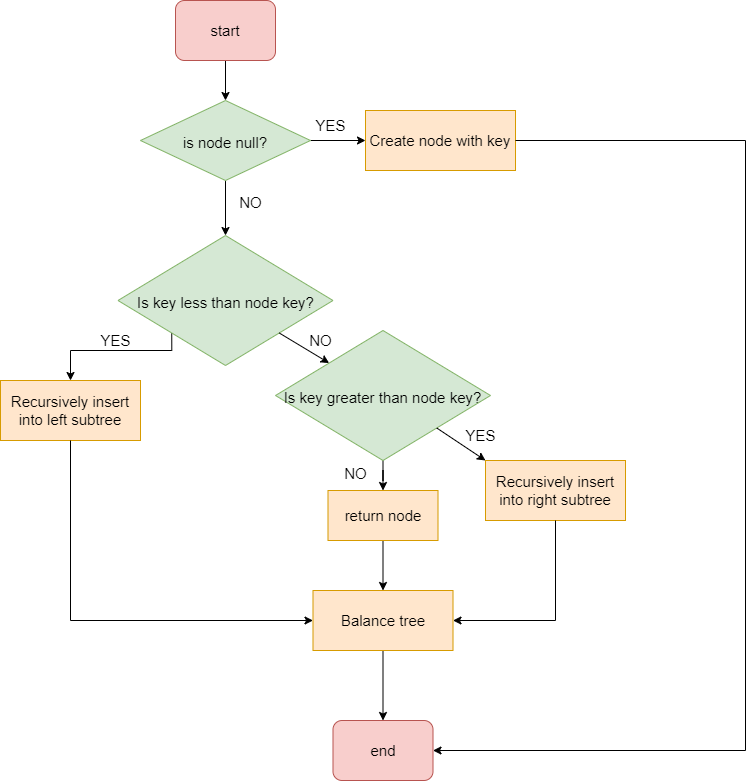 start
is node null?
YES
Create node with key
NO
Is key less than node key?
YES
NO
Recursively insert
into left subtree
Is key greater than node key?
YES
NO
Recursively insert
into right subtree
return node
Balance tree
end